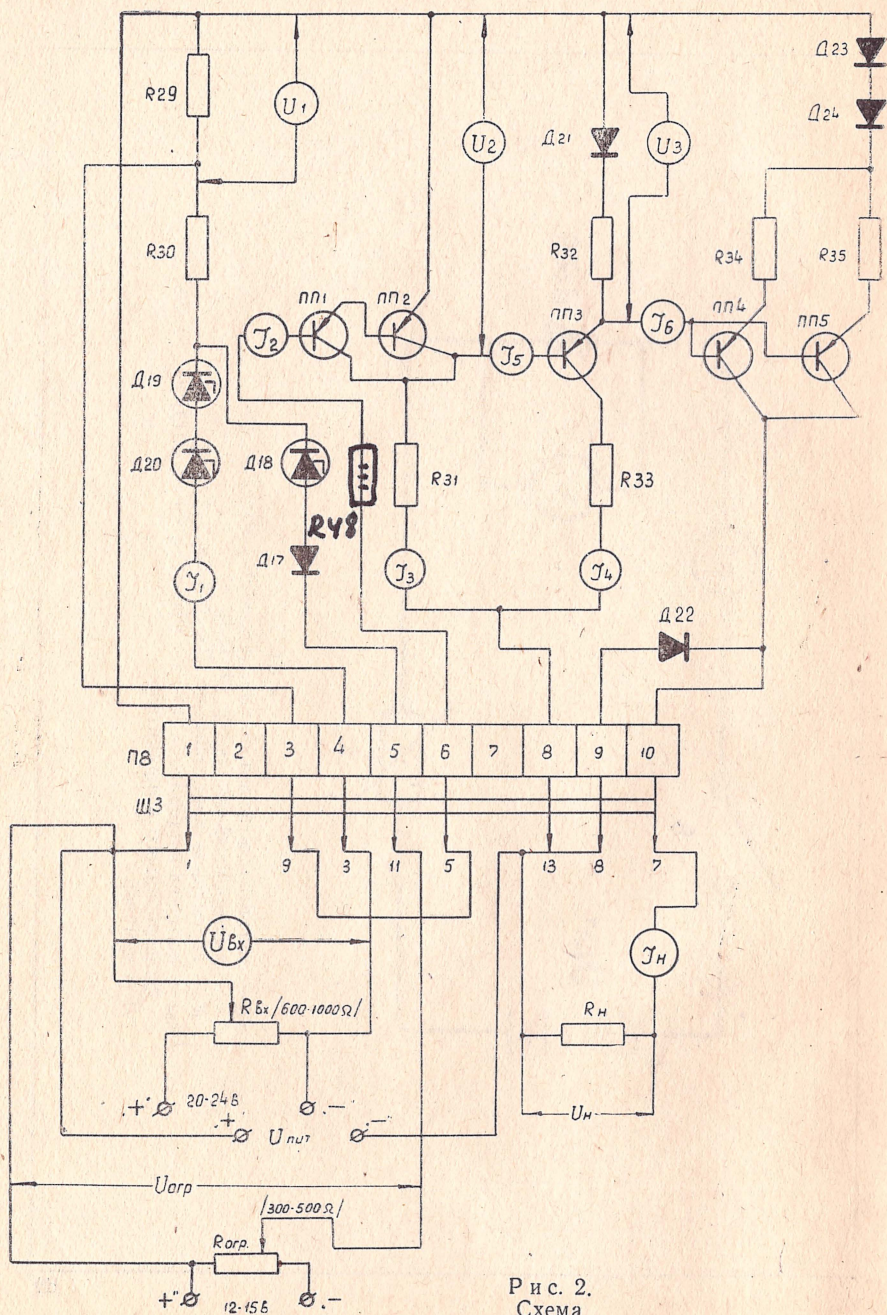 Д23
R29
U1
Д24
Д21
U2
U3
R30
R32
R34
R35
ПП1
ПП2
ПП3
ПП4
ПП5
J2
J5
J6
Д19
Д20
Д18
R31
R33
R48
Д17
J1
J3
J4
Д22
П8
1 2 3 4 5 6 7 8 9 10
Ш3
1 9 3 11 5 13 8 7
Uвх
Jн
Rвх/600-1000Ω/
Rн
+" 20-24в .-"
+ Uпит .-"
Uн
Uогр
/300-500Ω/
Rогр.
+" 12-15в .-
Рис. 2.
Схема